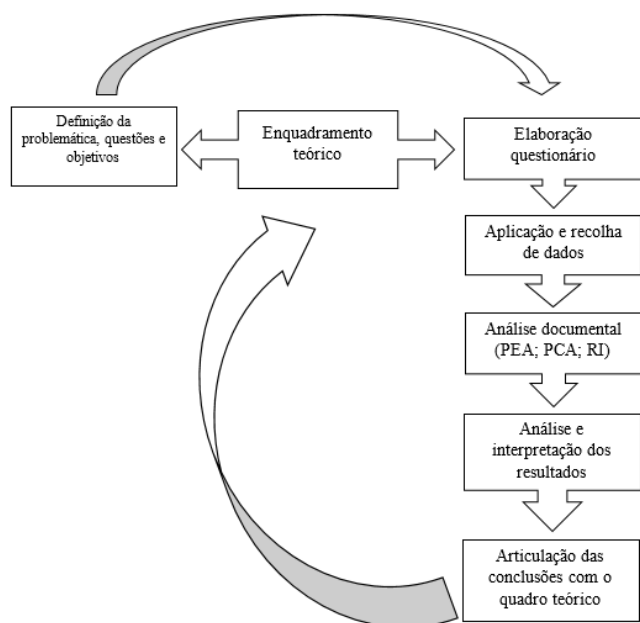 Definição da
problemática, questões e
objetivos
Enquadramento
teórico
Elaboração
questionário
Aplicação e recolha
de dados
Análise documental
(PEA; PCA; RI)
Análise e
interpretação dos
resultados
Articulação das
conclusões com o
quadro teórico